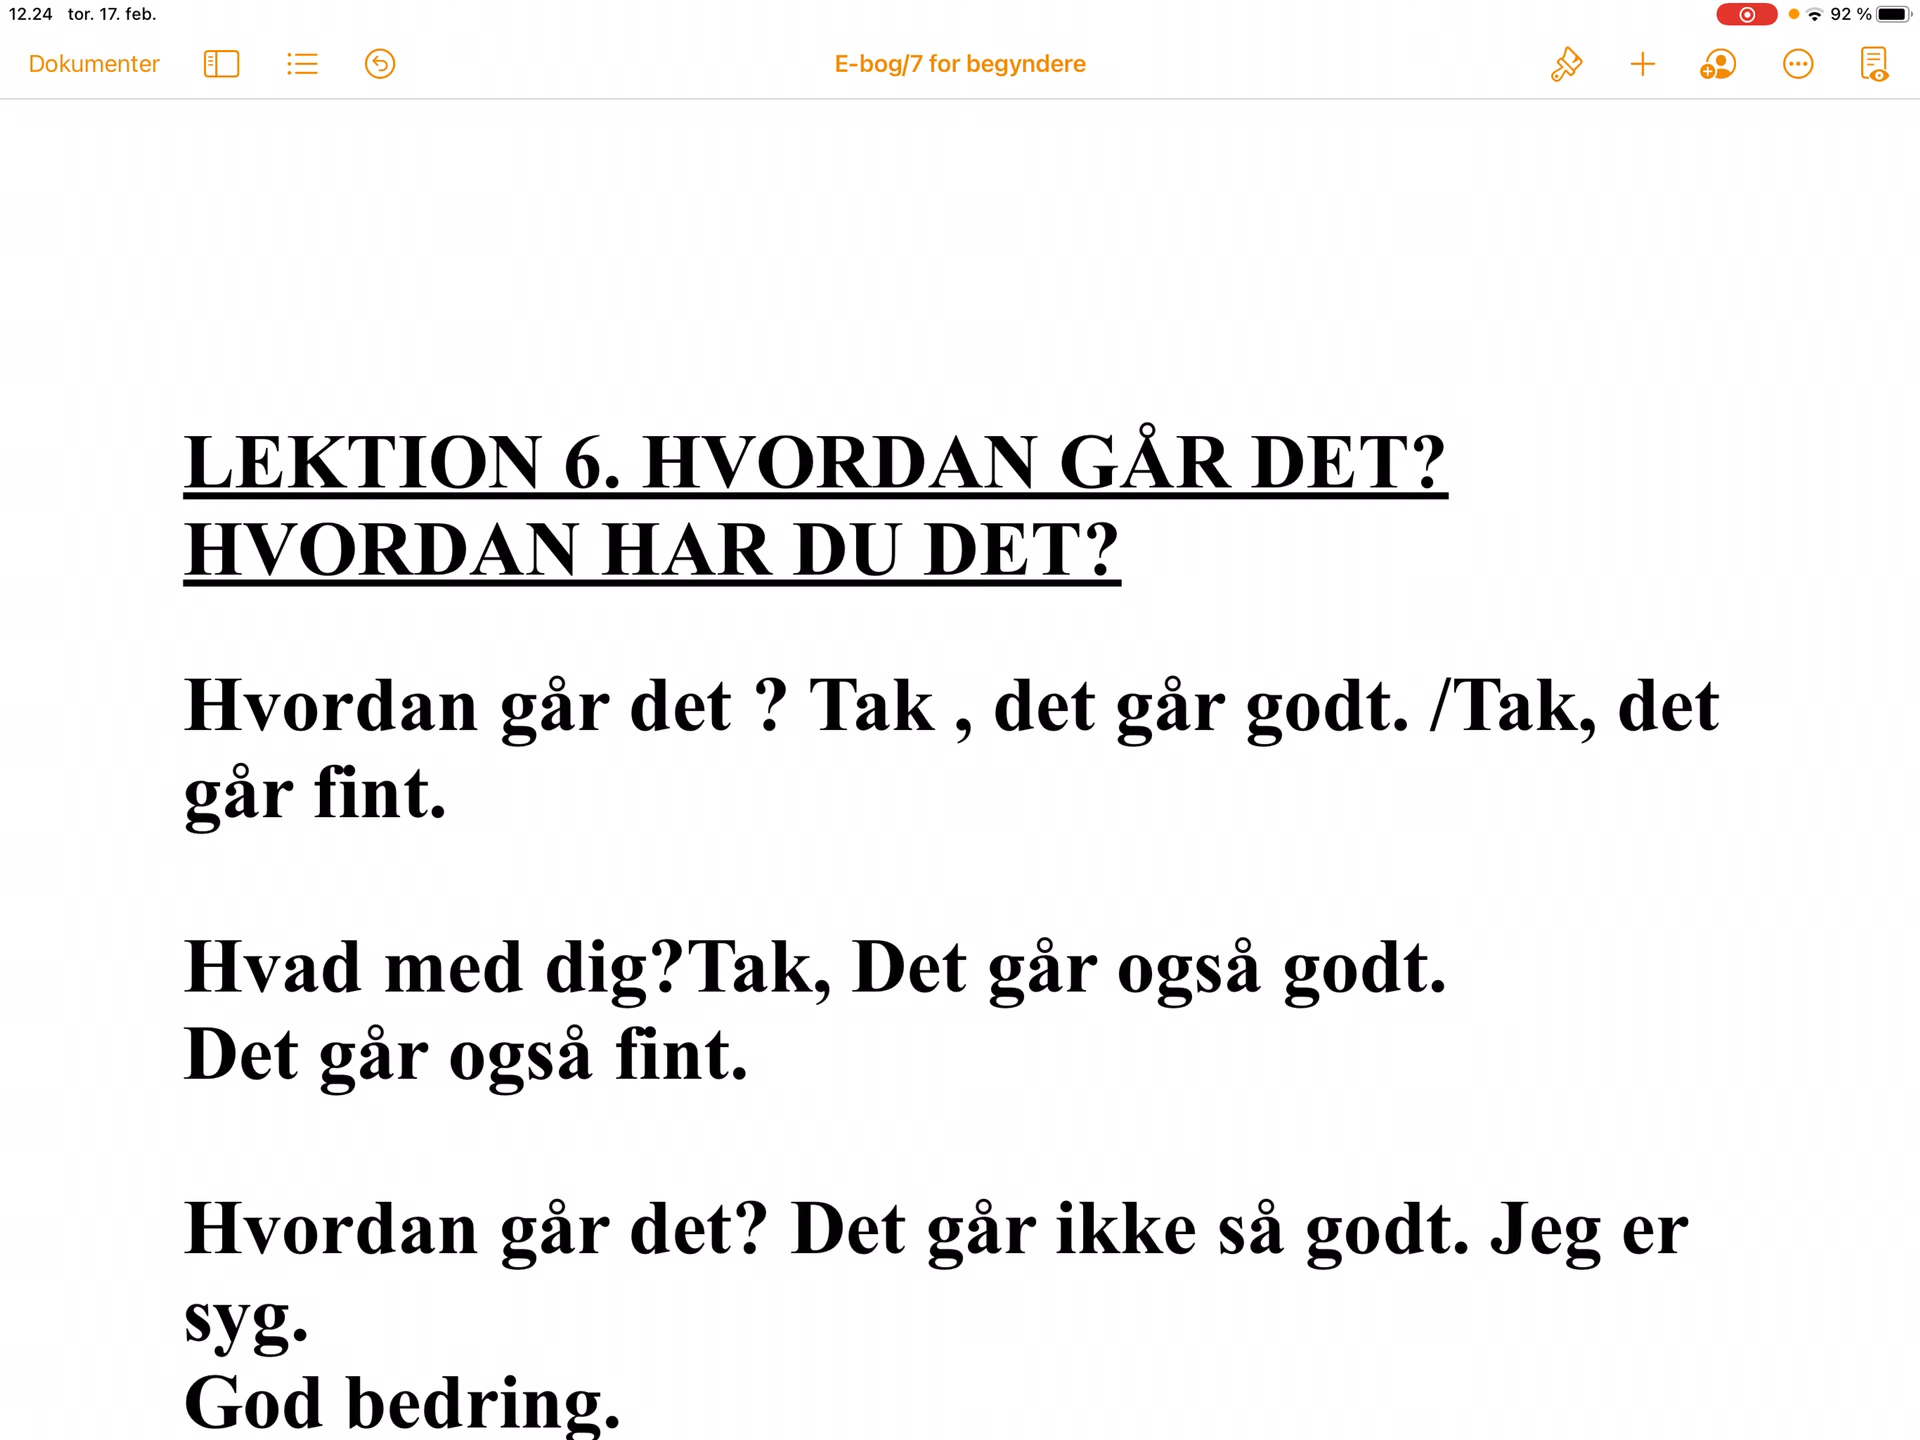 12.24 tor. 17. feb.
92 %
Dokumenter
E-bog/7 for begyndere
LEKTION 6. HVORDAN GÅR DET?
HVORDAN HAR DU DET?
Hvordan går det ? Tak , det går godt. /Tak, det
går fint.
Hvad med dig?Tak, Det går også godt.
Det går også fint.
Hvordan går det? Det går ikke så godt. Jeg er
syg.
God bedring.